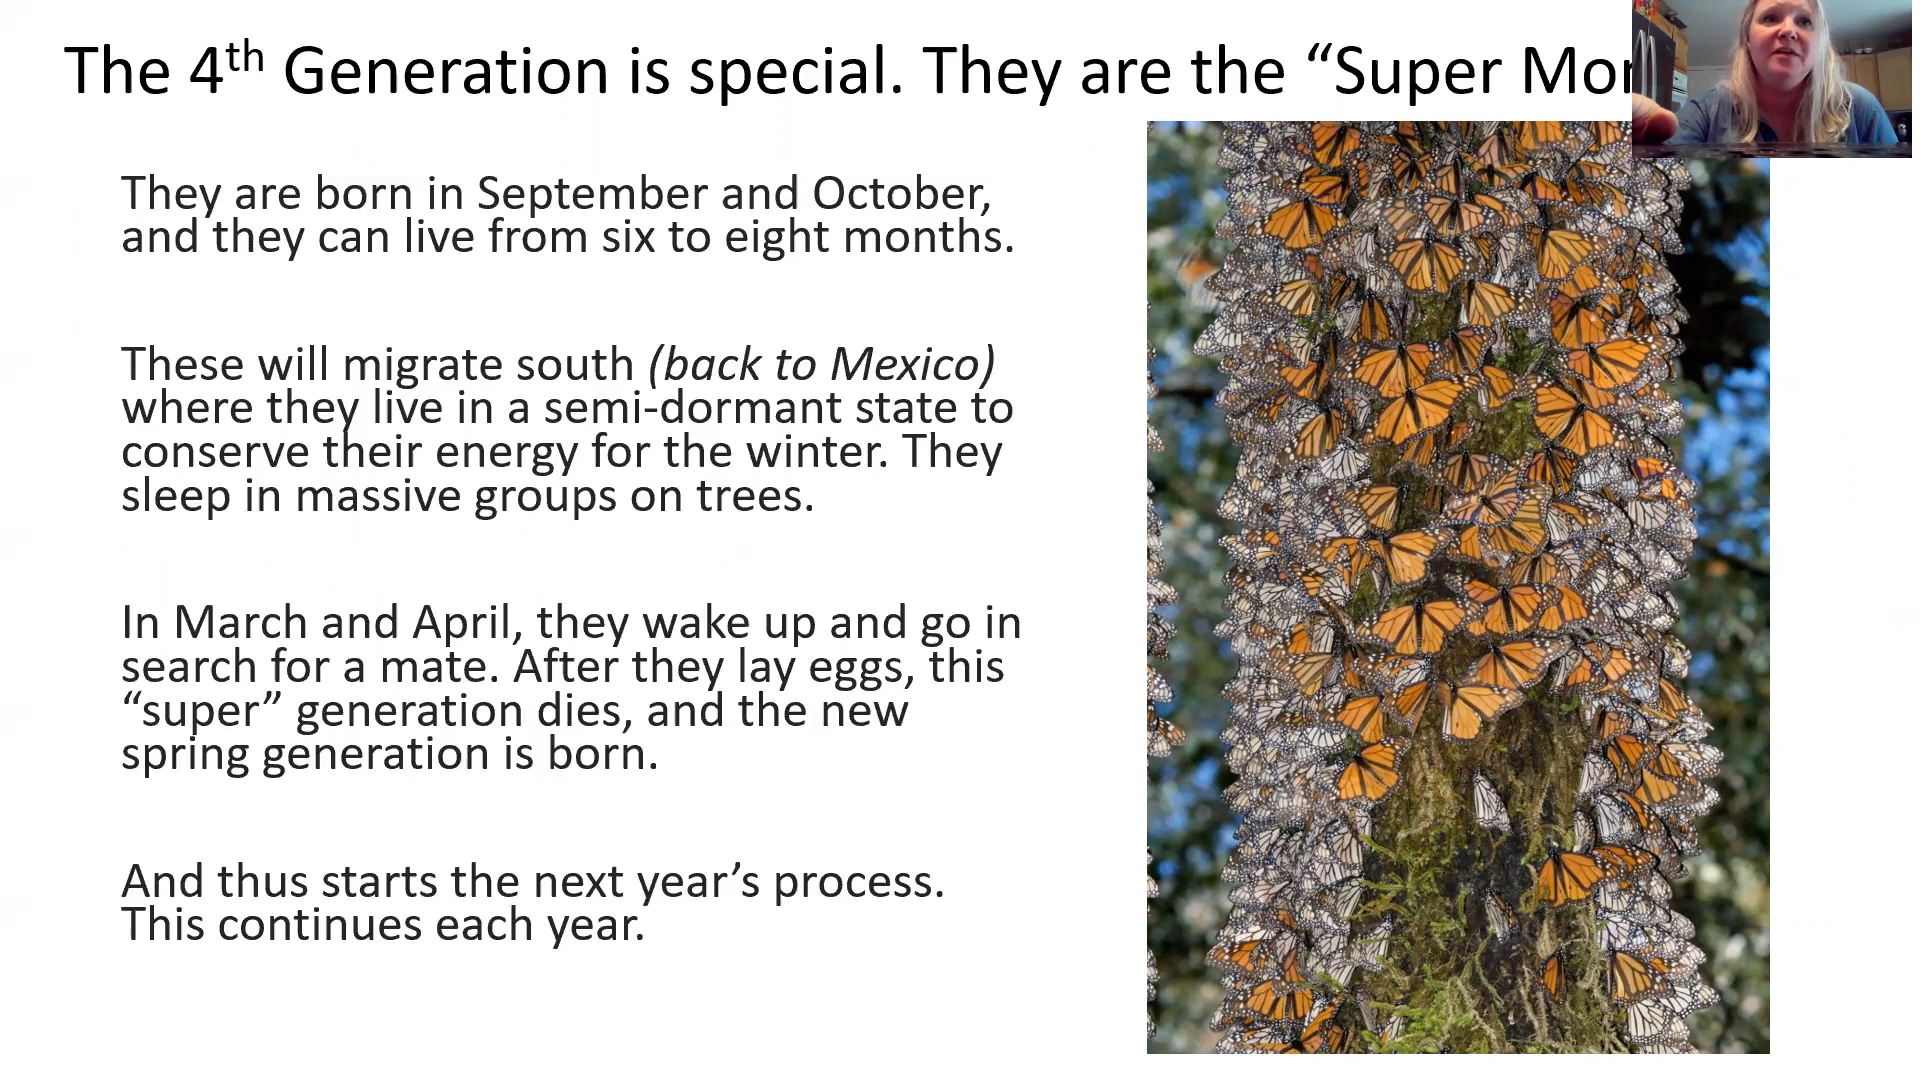 The 4th Generation is special. They are the “Super
They are born in September and October,
and they can live from six to eight months.
These will migrate south (back to Mexico)
where they live in a semi-dormant state to
conserve their energy for the winter. They
sleep in massive groups on trees.
In March and April, they wake up and go in
search for a mate. After they lay eggs, this
“super” generation dies, and the new
spring generation is born.
And thus starts the next year’s process.
This continues each year.